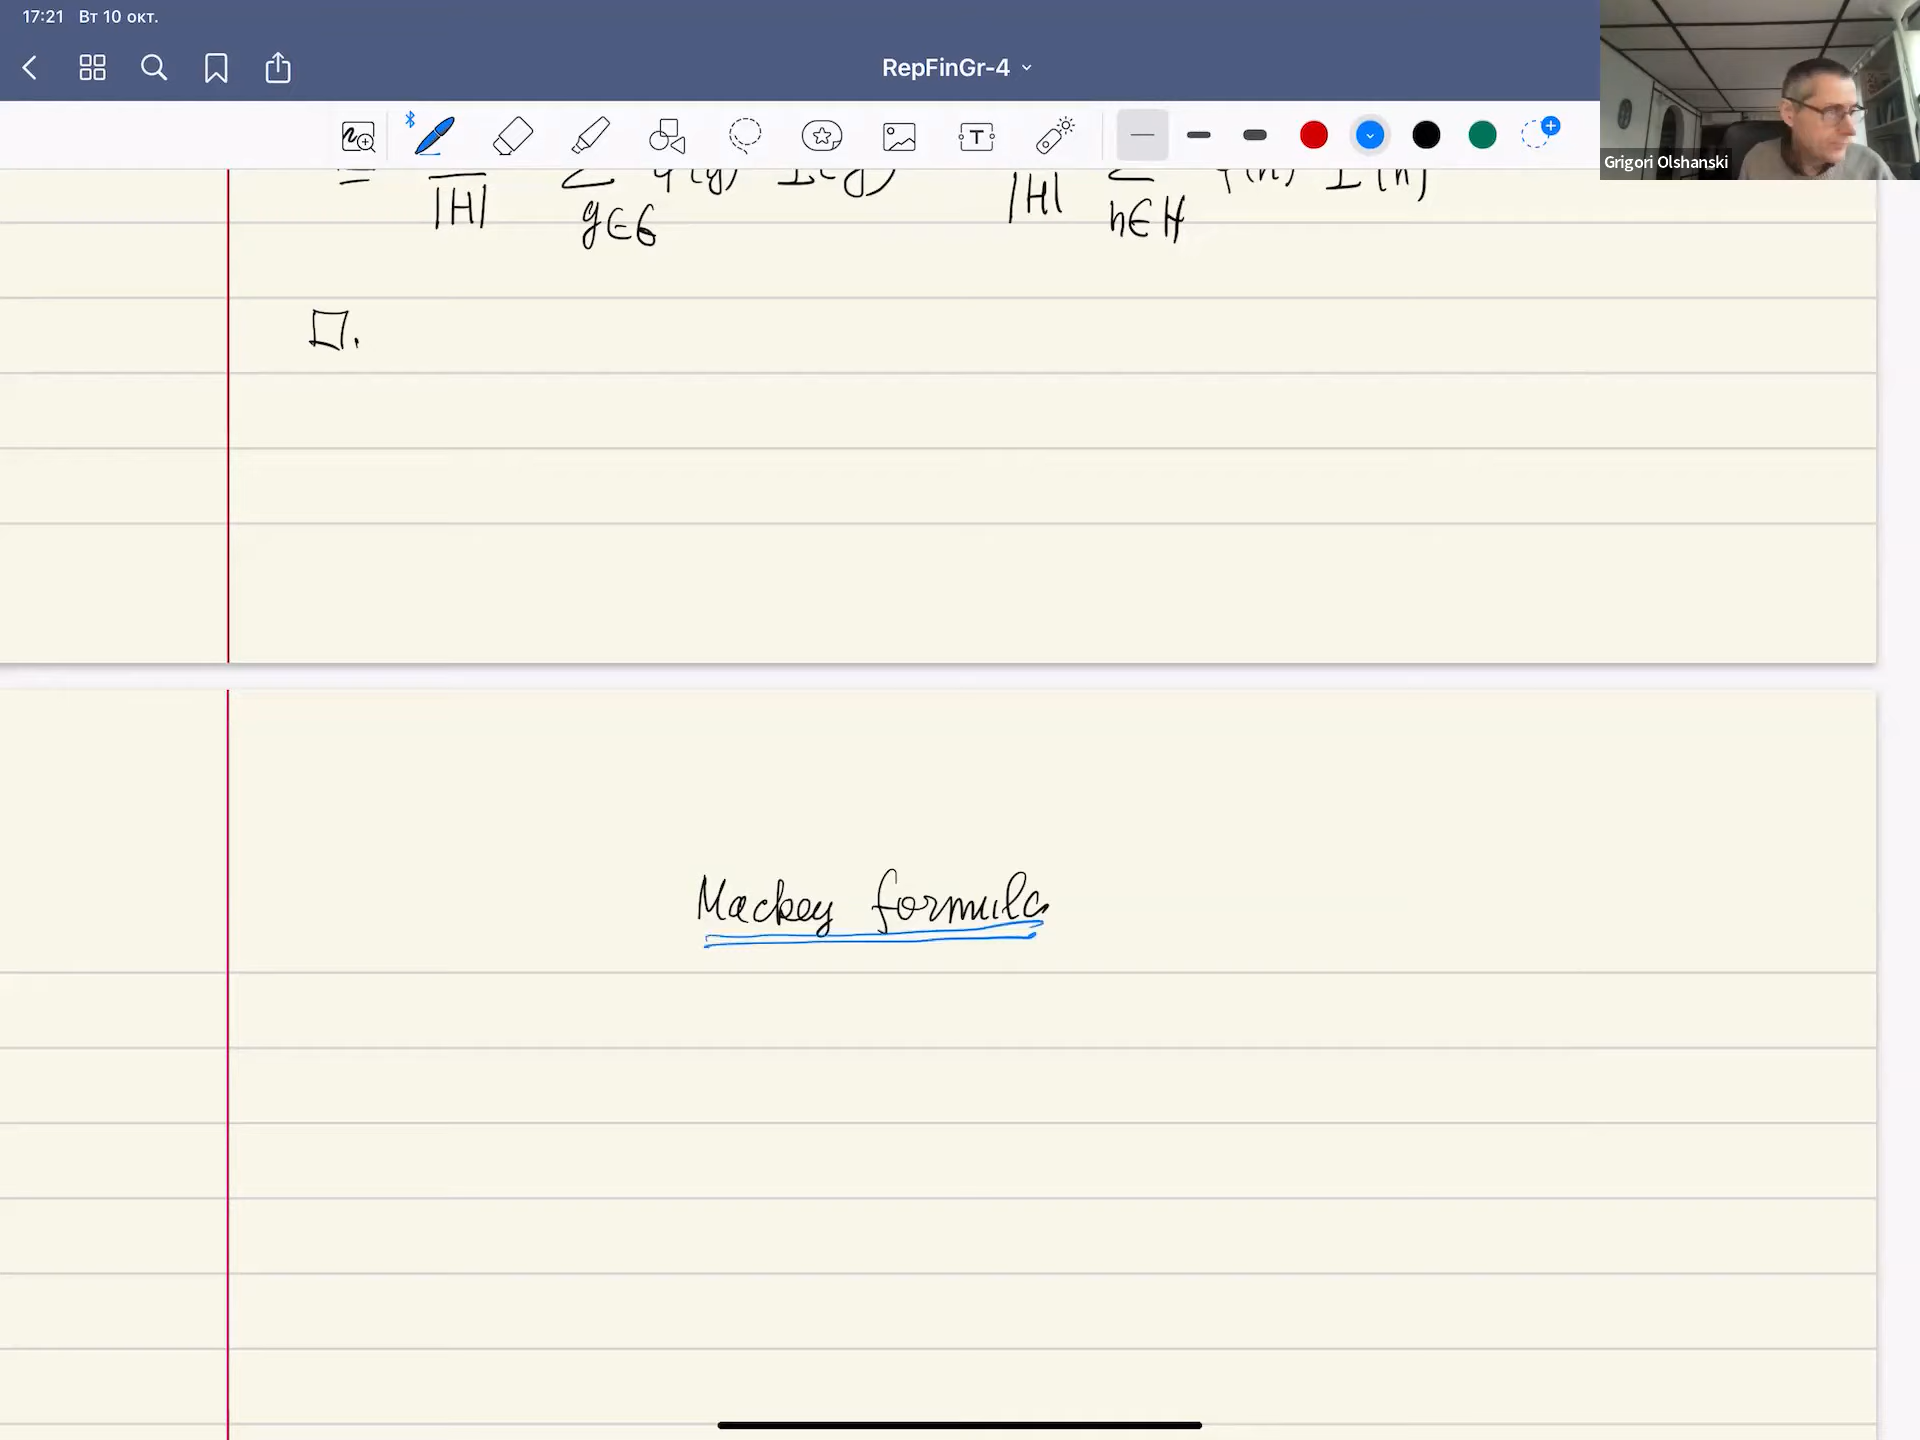 17:21 Вт 10 окт.
RepFinGr-4
T
Grigori Olshanski
=
|H| g∈G |H| h∈H
□.
Mackey formula